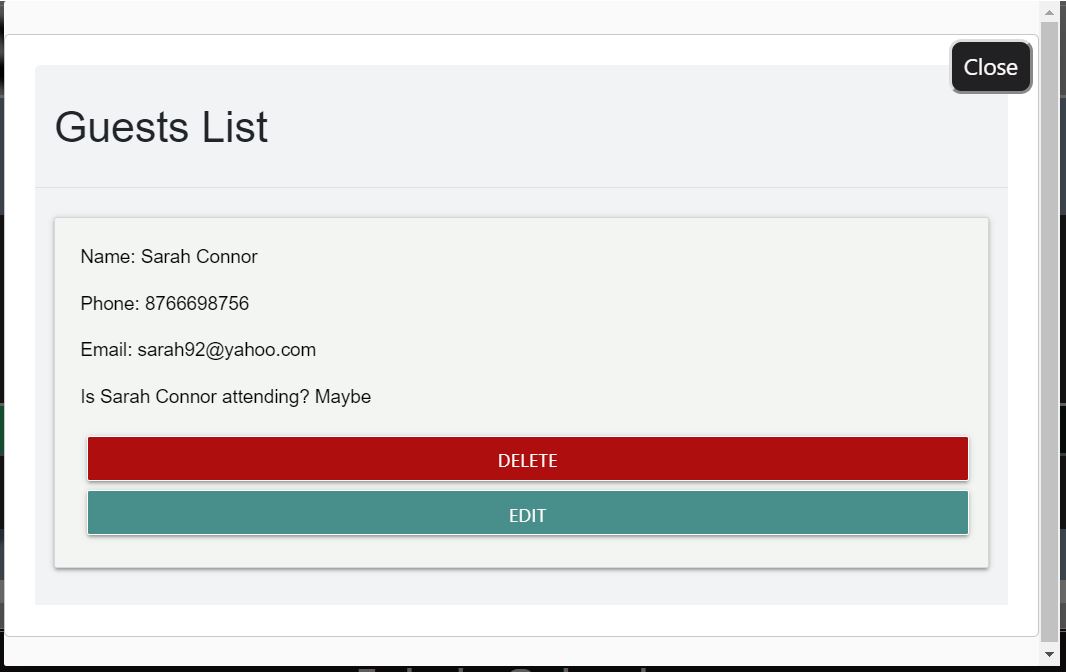 Close
Guests List
Name: Sarah Connor
Phone: 8766698756
Email: sarah92@yahoo.com
Is Sarah Connor attending? Maybe
DELETE
EDIT